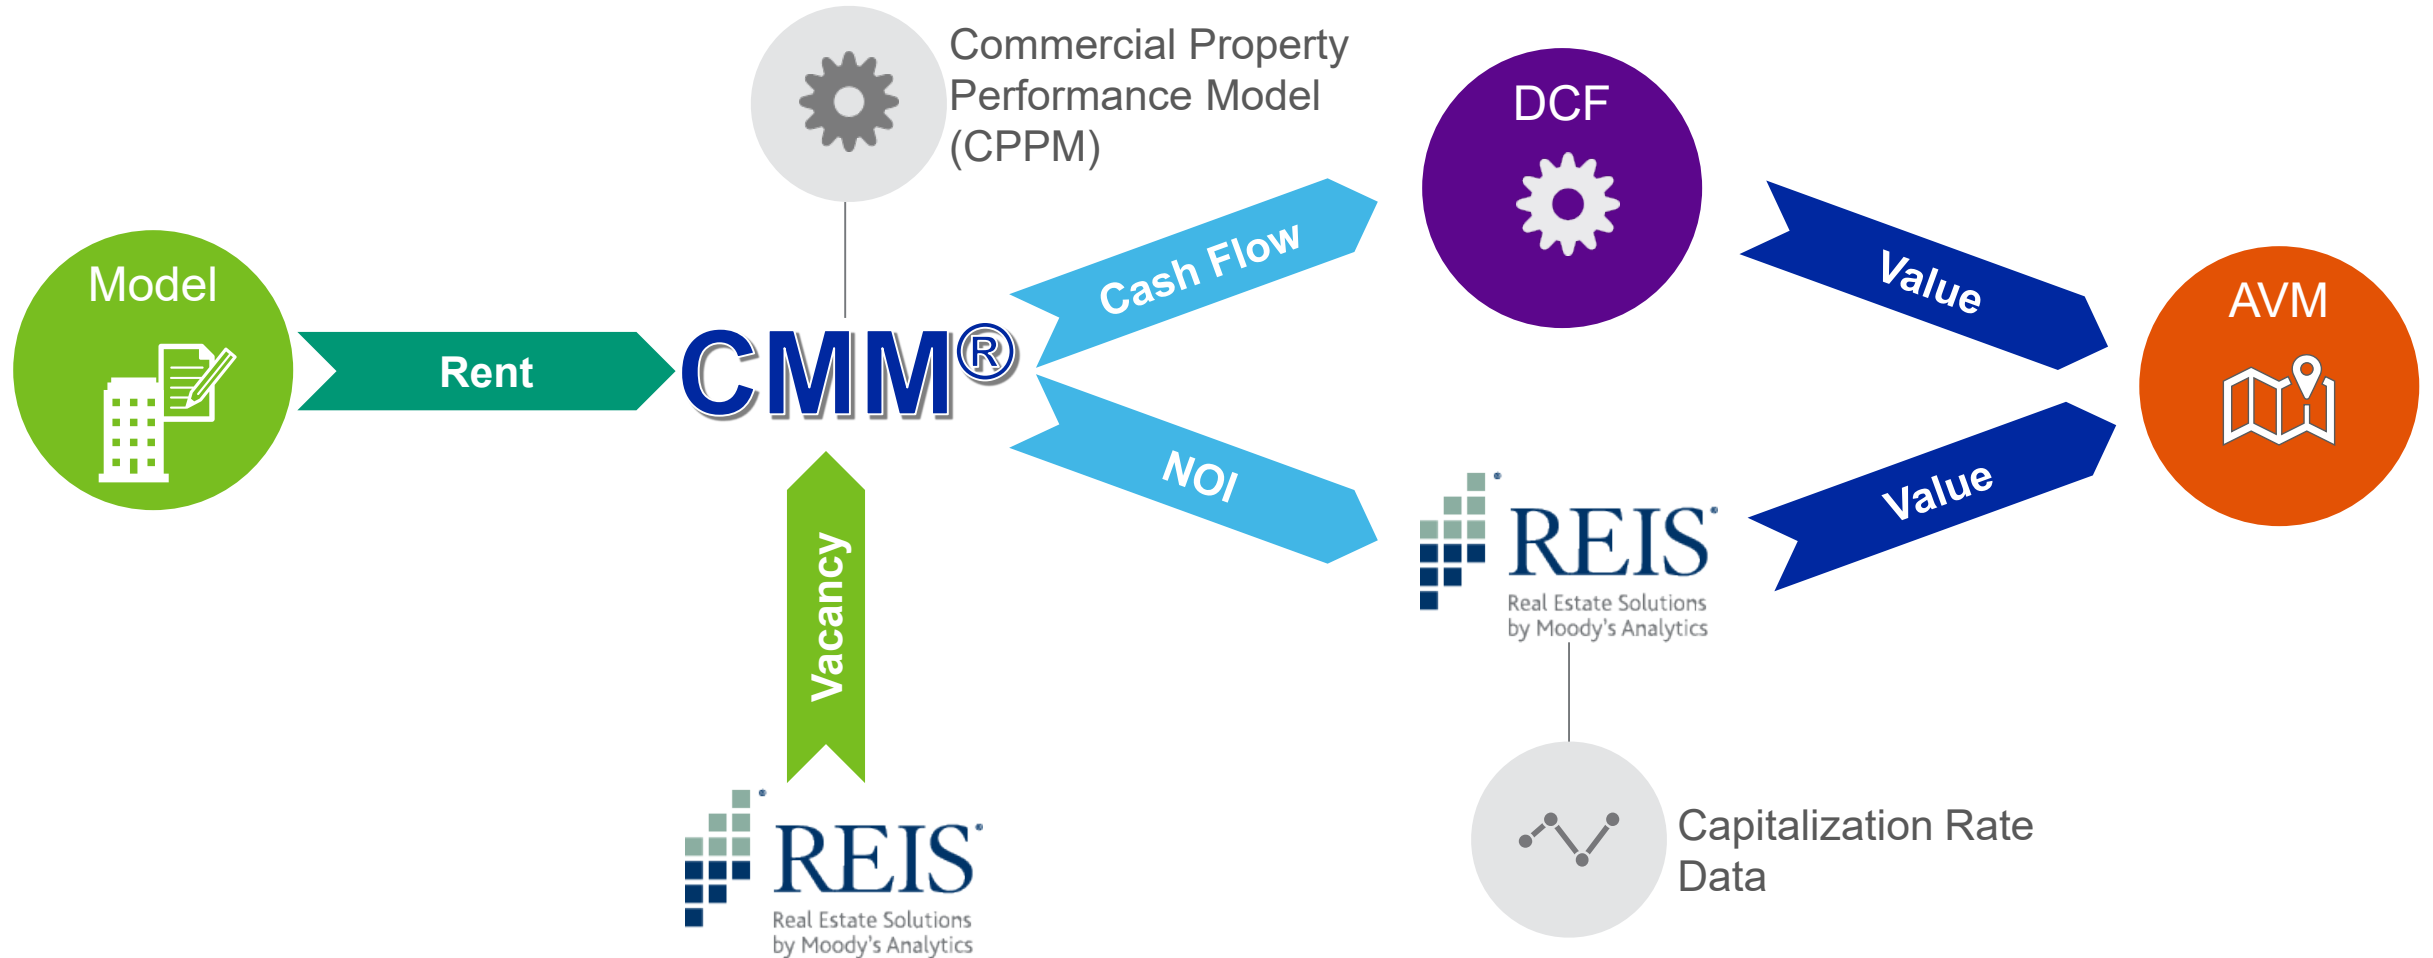 Commercial Property
Performance Model
(CPPM)
DCF
Model
Rent
CMM®
Cash Flow
NOI
Value
Value
AVM
Vacancy
REIS
Real Estate Solutions
by Moody's Analytics
REIS
Real Estate Solutions
by Moody's Analytics
Capitalization Rate
Data